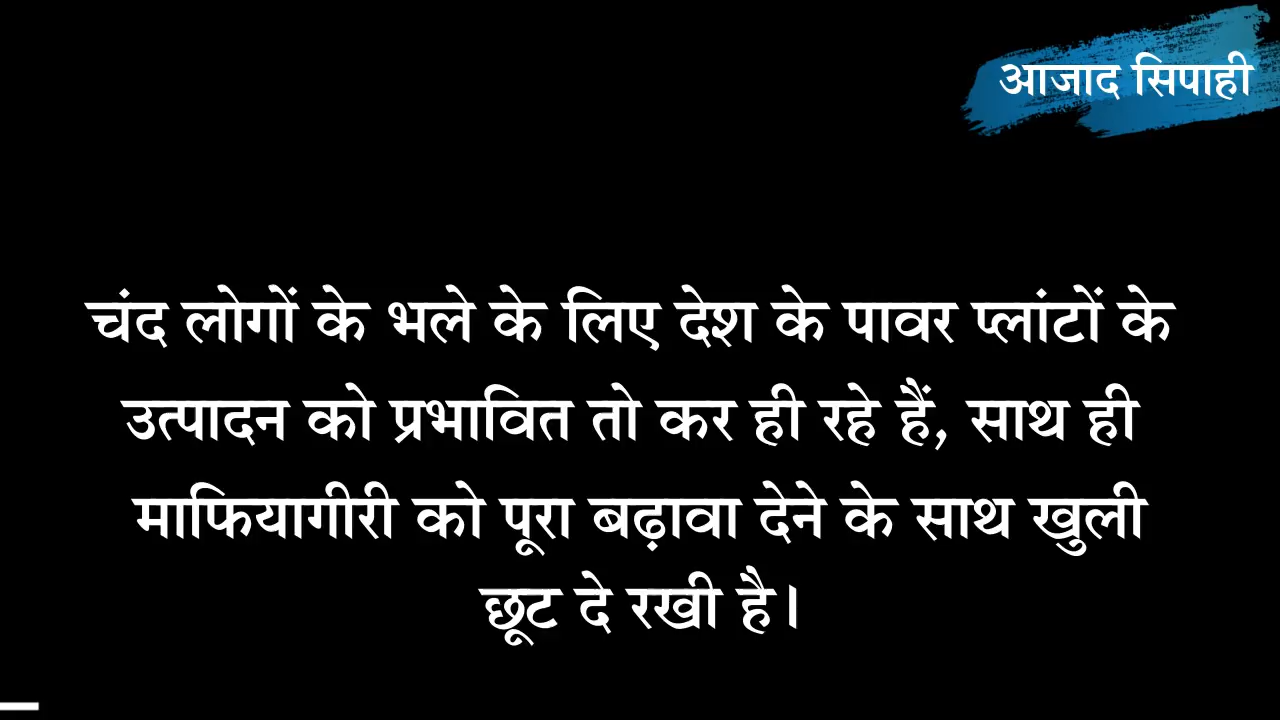 आजाद सिपाही
चंद लोगों के भले के लिए देश के पावर प्लांटों के
उत्पादन को प्रभावित तो कर ही रहे हैं, साथ ही
माफियागीरी को पूरा बढ़ावा देने के साथ खुली
छूट दे रखी है।